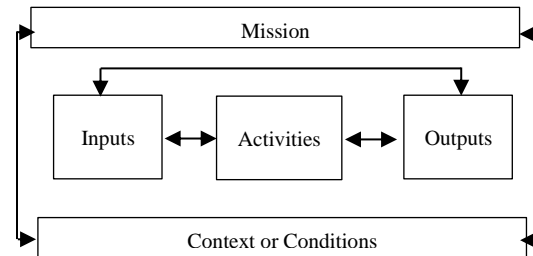 Mission
Inputs
Activities
Outputs
Context or Conditions